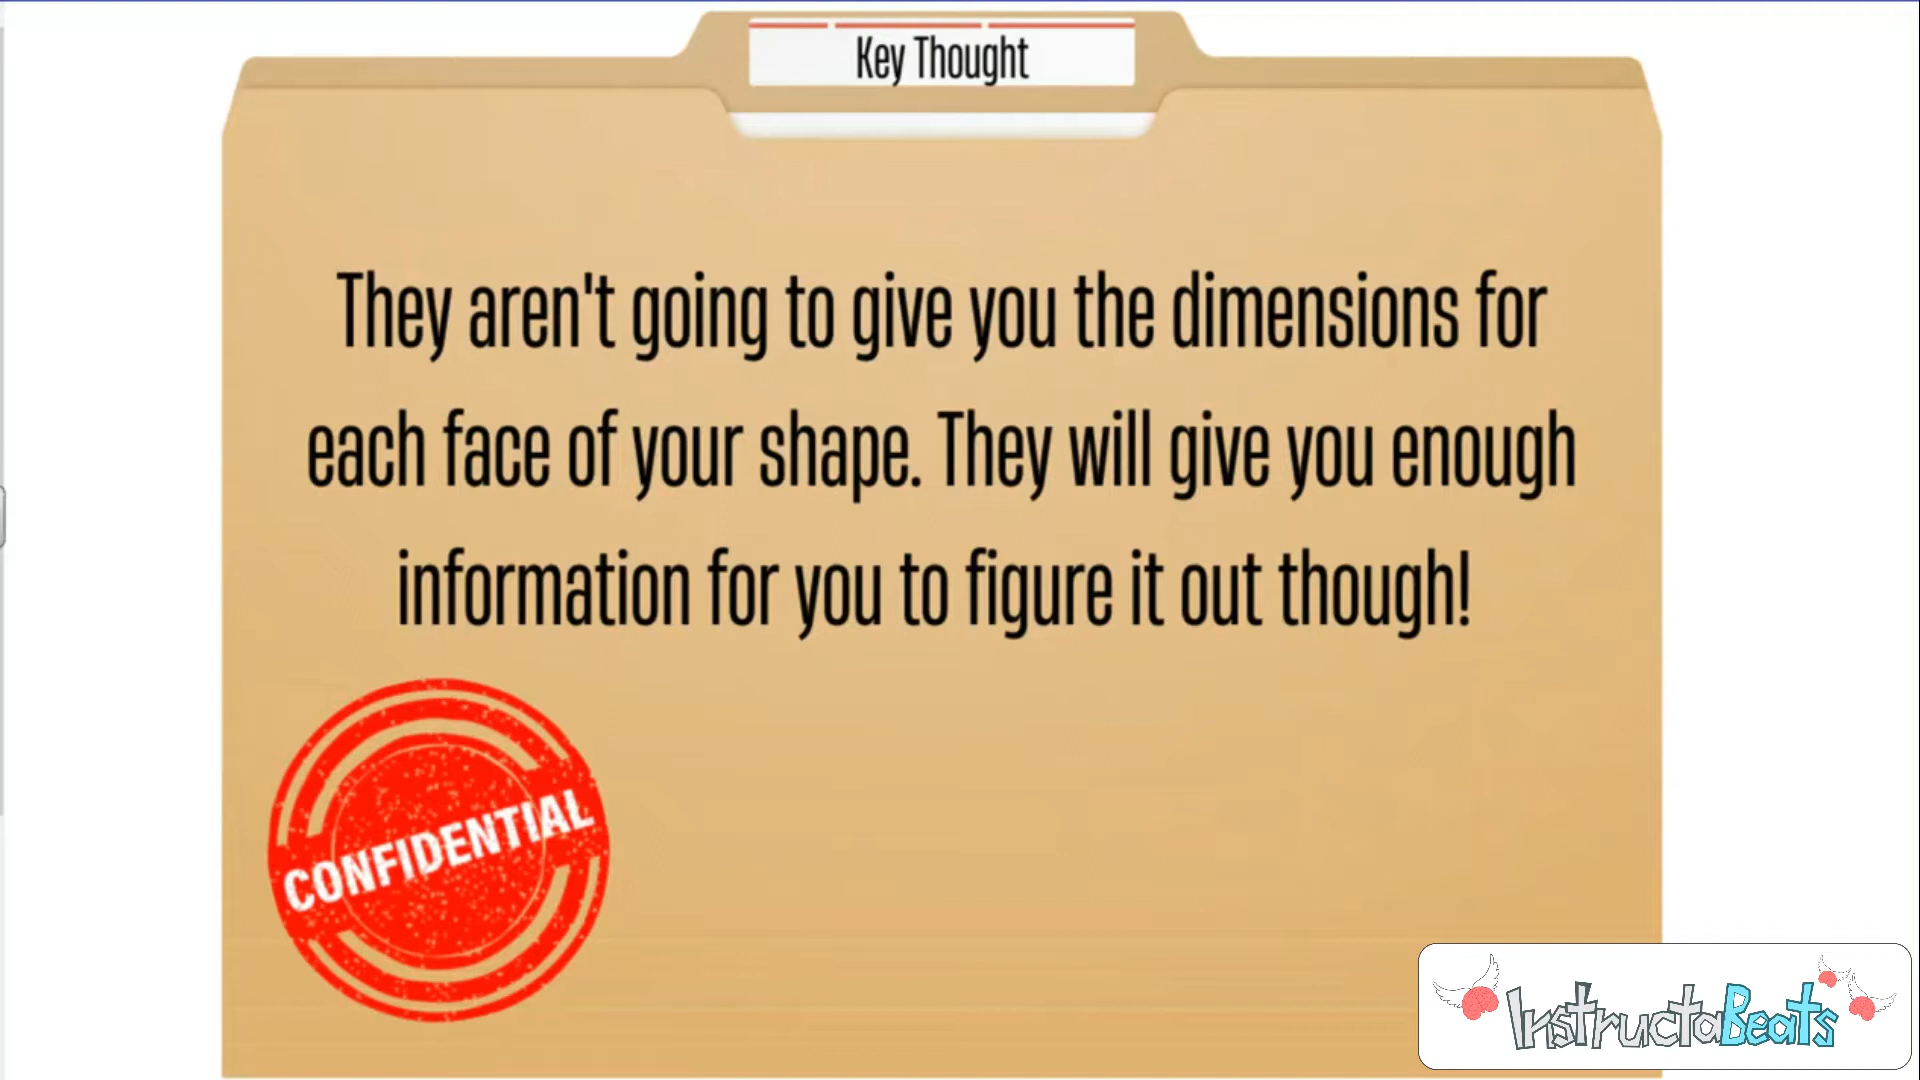 Key Thought
They aren't going to give you the dimensions for
each face of your shape. They will give you enough
information for you to figure it out though!
CONFIDENTIAL
InstructaBeats